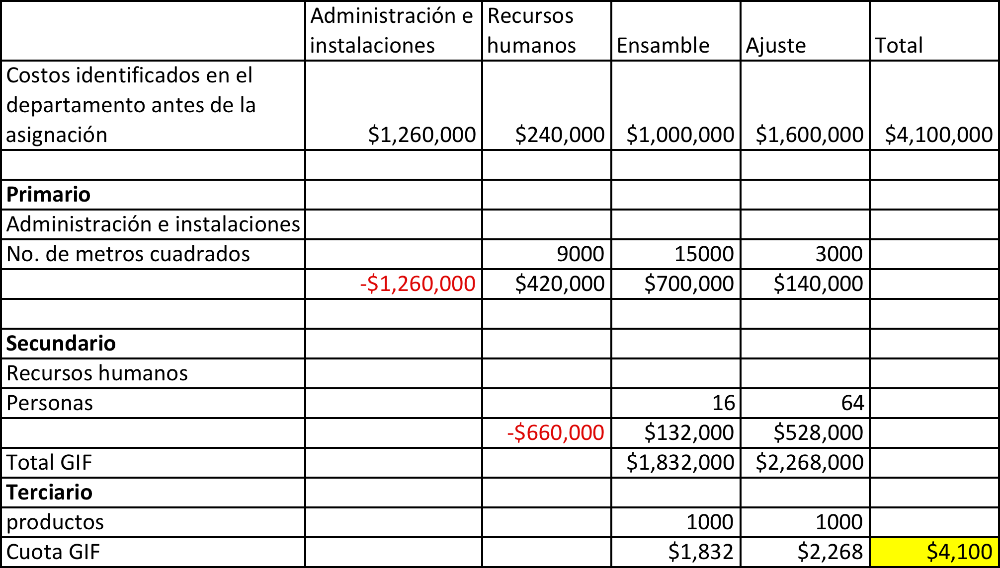 Administración e instalaciones Recursos humanos Ensamble Ajuste Total
Costos identificados en el departamento antes de la asignación $1,260,000 $240,000 $1,000,000 $1,600,000 $4,100,000
Primario
Administración e instalaciones
No. de metros cuadrados 9000 15000 3000
-$1,260,000 $420,000 $700,000 $140,000
Secundario
Recursos humanos
Personas 16 64
-$660,000 $132,000 $528,000
Total GIF $1,832,000 $2,268,000
Terciario
productos 1000 1000
Cuota GIF $1,832 $2,268 $4,100